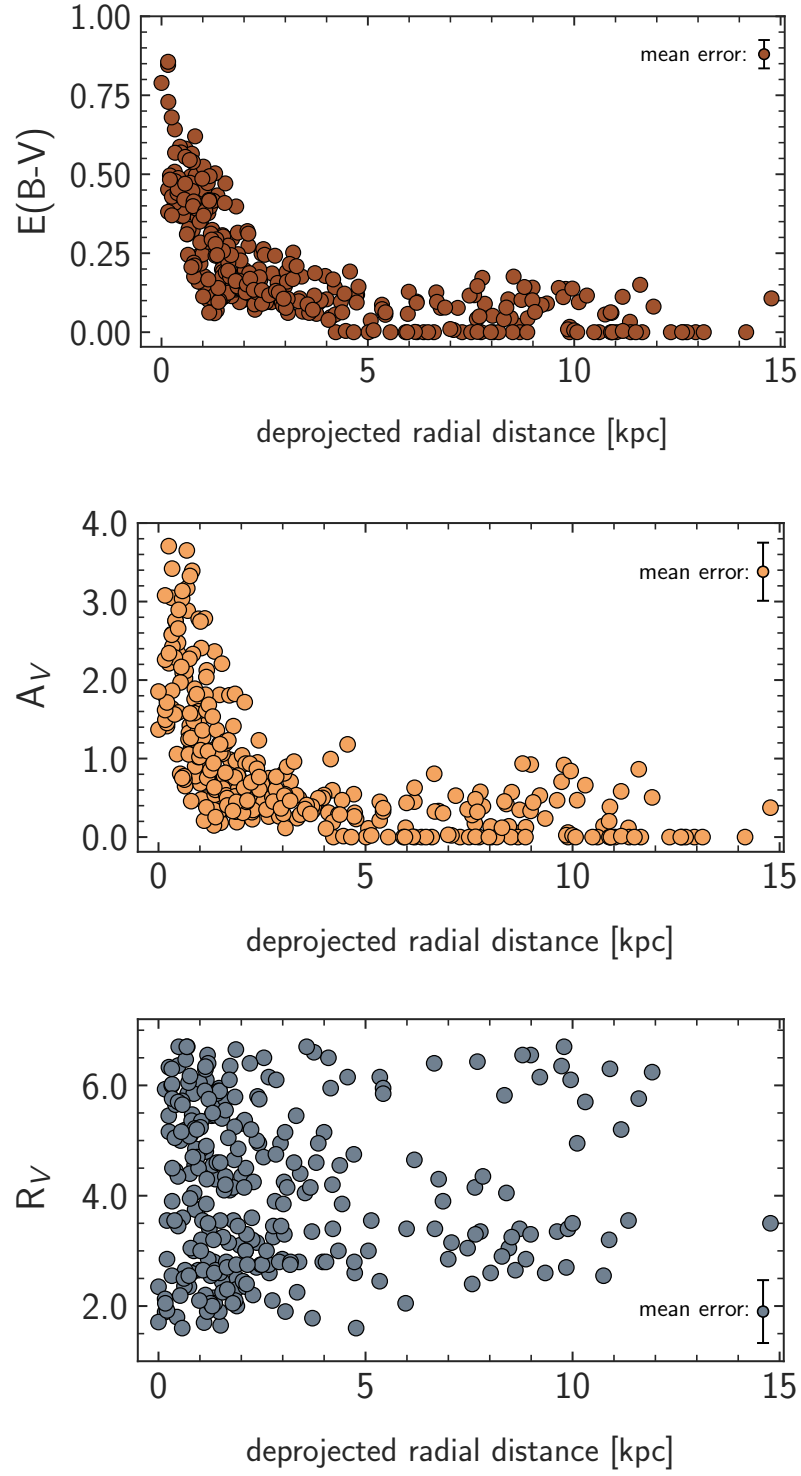 1.00
0.75
0.50
0.25
0.00
E(B-V)
mean error:
0 5 10 15
deprojected radial distance [kpc]
4.0
3.0
2.0
1.0
0.0
A_V
mean error:
0 5 10 15
deprojected radial distance [kpc]
6.0
4.0
2.0
R_V
mean error:
0 5 10 15
deprojected radial distance [kpc]